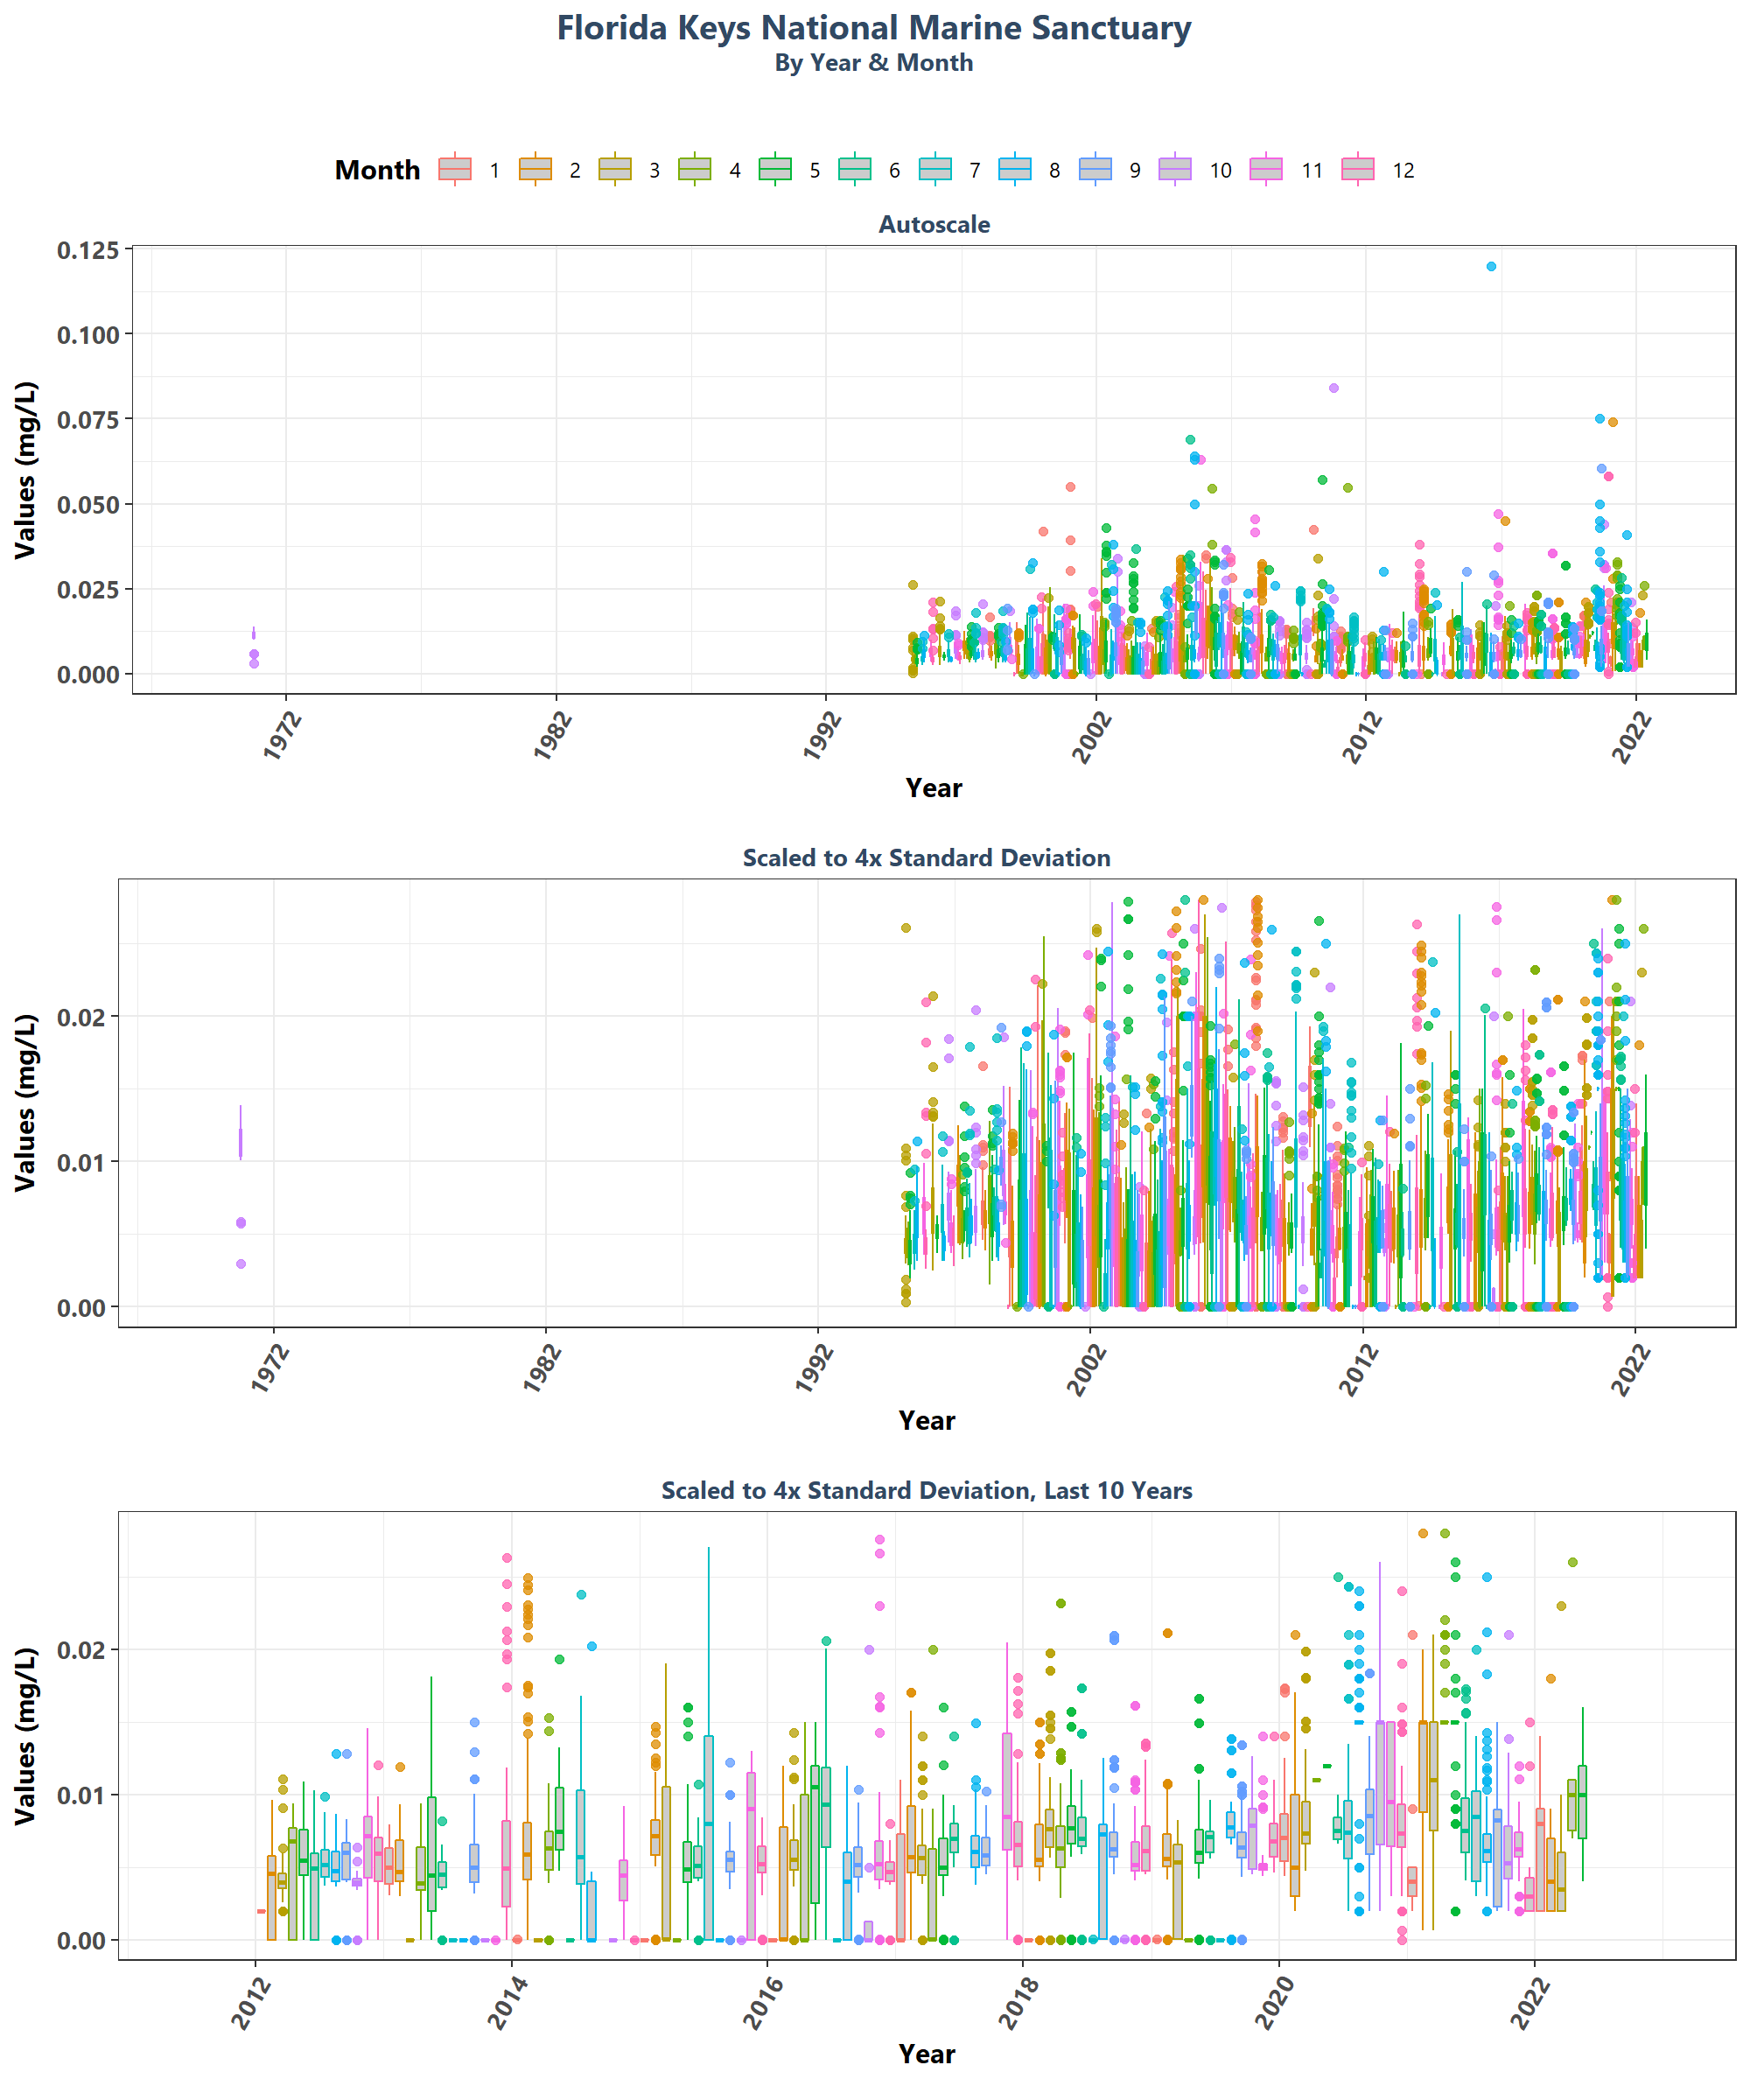 Florida Keys National Marine Sanctuary
By Year & Month
Month 1 2 3 4 5 6 7 8 9 10 11 12
Autoscale
Values (mg/L)
0.125
0.100
0.075
0.050
0.025
0.000
1972 1982 1992 2002 2012 2022
Year
Scaled to 4x Standard Deviation
Values (mg/L)
0.02
0.01
0.00
1972 1982 1992 2002 2012 2022
Year
Scaled to 4x Standard Deviation, Last 10 Years
Values (mg/L)
0.02
0.01
0.00
2012 2014 2016 2018 2020 2022
Year